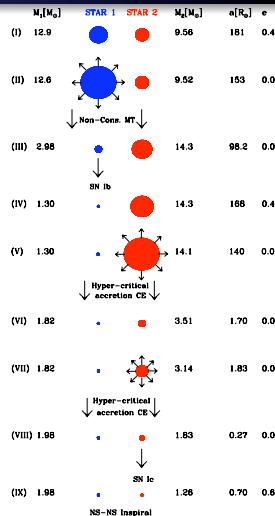 M₁[M☉] STAR 1 STAR 2 M₂[M☉] a[R☉] e
(I) 12.9 9.56 181 0.4
(II) 12.6 9.52 153 0.0
Non-Cons. MT
(III) 2.98 14.3 98.2 0.0
SN Ib
(IV) 1.30 14.3 168 0.4
(V) 1.30 14.1 140 0.0
Hyper-critical
accretion CE
(VI) 1.82 3.51 1.70 0.0
(VII) 1.82 3.14 1.83 0.0
Hyper-critical
accretion CE
(VIII) 1.98 1.83 0.27 0.0
SN Ic
(IX) 1.98 1.26 0.70 0.6
NS-NS Inspiral